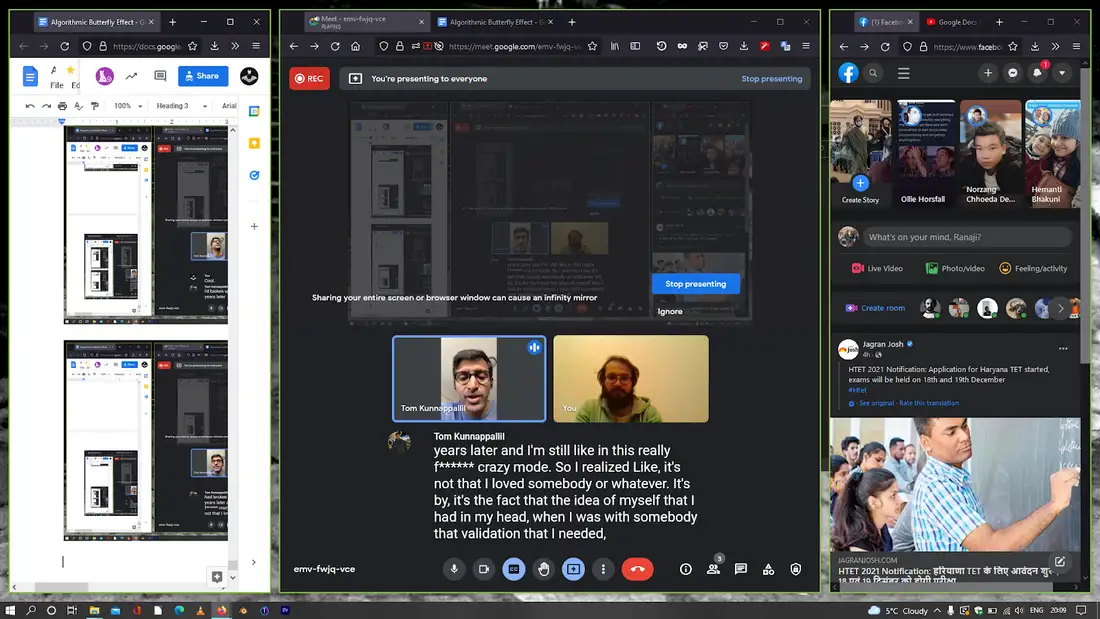 Algorithmic Butterfly Effect - G
https://docs.google.
A
File
Ed
Share
100%
Heading 3
Arial
1
2
3
Meet - emv-fwjq-vce
PLAYING
Algorithmic Butterfly Effect - G
https://meet.google.com/emv-fwjq-v
REC
You're presenting to everyone
Stop presenting
Sharing your entire screen or browser window can cause an infinity mirror
Stop presenting
Ignore
Tom Kunnappallil
You
Tom Kunnappallil
years later and I'm still like in this really
f****** crazy mode. So I realized Like, it's
not that I loved somebody or whatever. It's
by, it's the fact that the idea of myself that I
had in my head, when I was with somebody
that validation that I needed,
emv-fwjq-vce
3
(1) Facebook
Google Docs
https://www.facebo
1
Create Story
Ollie Horsfall
Norzang
Chhoeda De...
Hemanti
Bhakuni
What's on your mind, Ranaji?
Live Video
Photo/video
Feeling/activity
Create room
Jagran Josh
4h
HTET 2021 Notification: Application for Haryana TET started,
exams will be held on 18th and 19th December
#Htet
See original · Rate this translation
JAGRANJOSH.COM
HTET 2021 Notification: हरियाणा TET के लिए आवेदन शुरू,
18 एवं 19 दिसंबर को होगी परीक्षा
5°C Cloudy
ENG
20:09